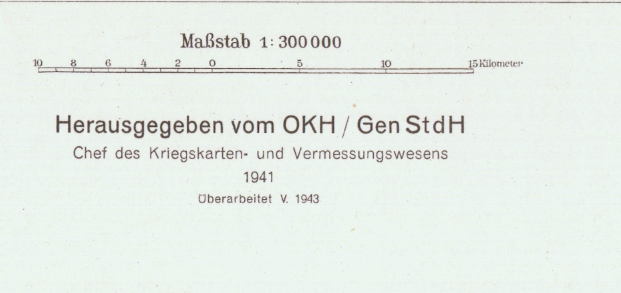 Maßstab 1:300000
10 8 6 4 2 0 5 10 15 Kilometer
Herausgegeben vom OKH / Gen StdH
Chef des Kriegskarten- und Vermessungswesens
1941
Überarbeitet V. 1943